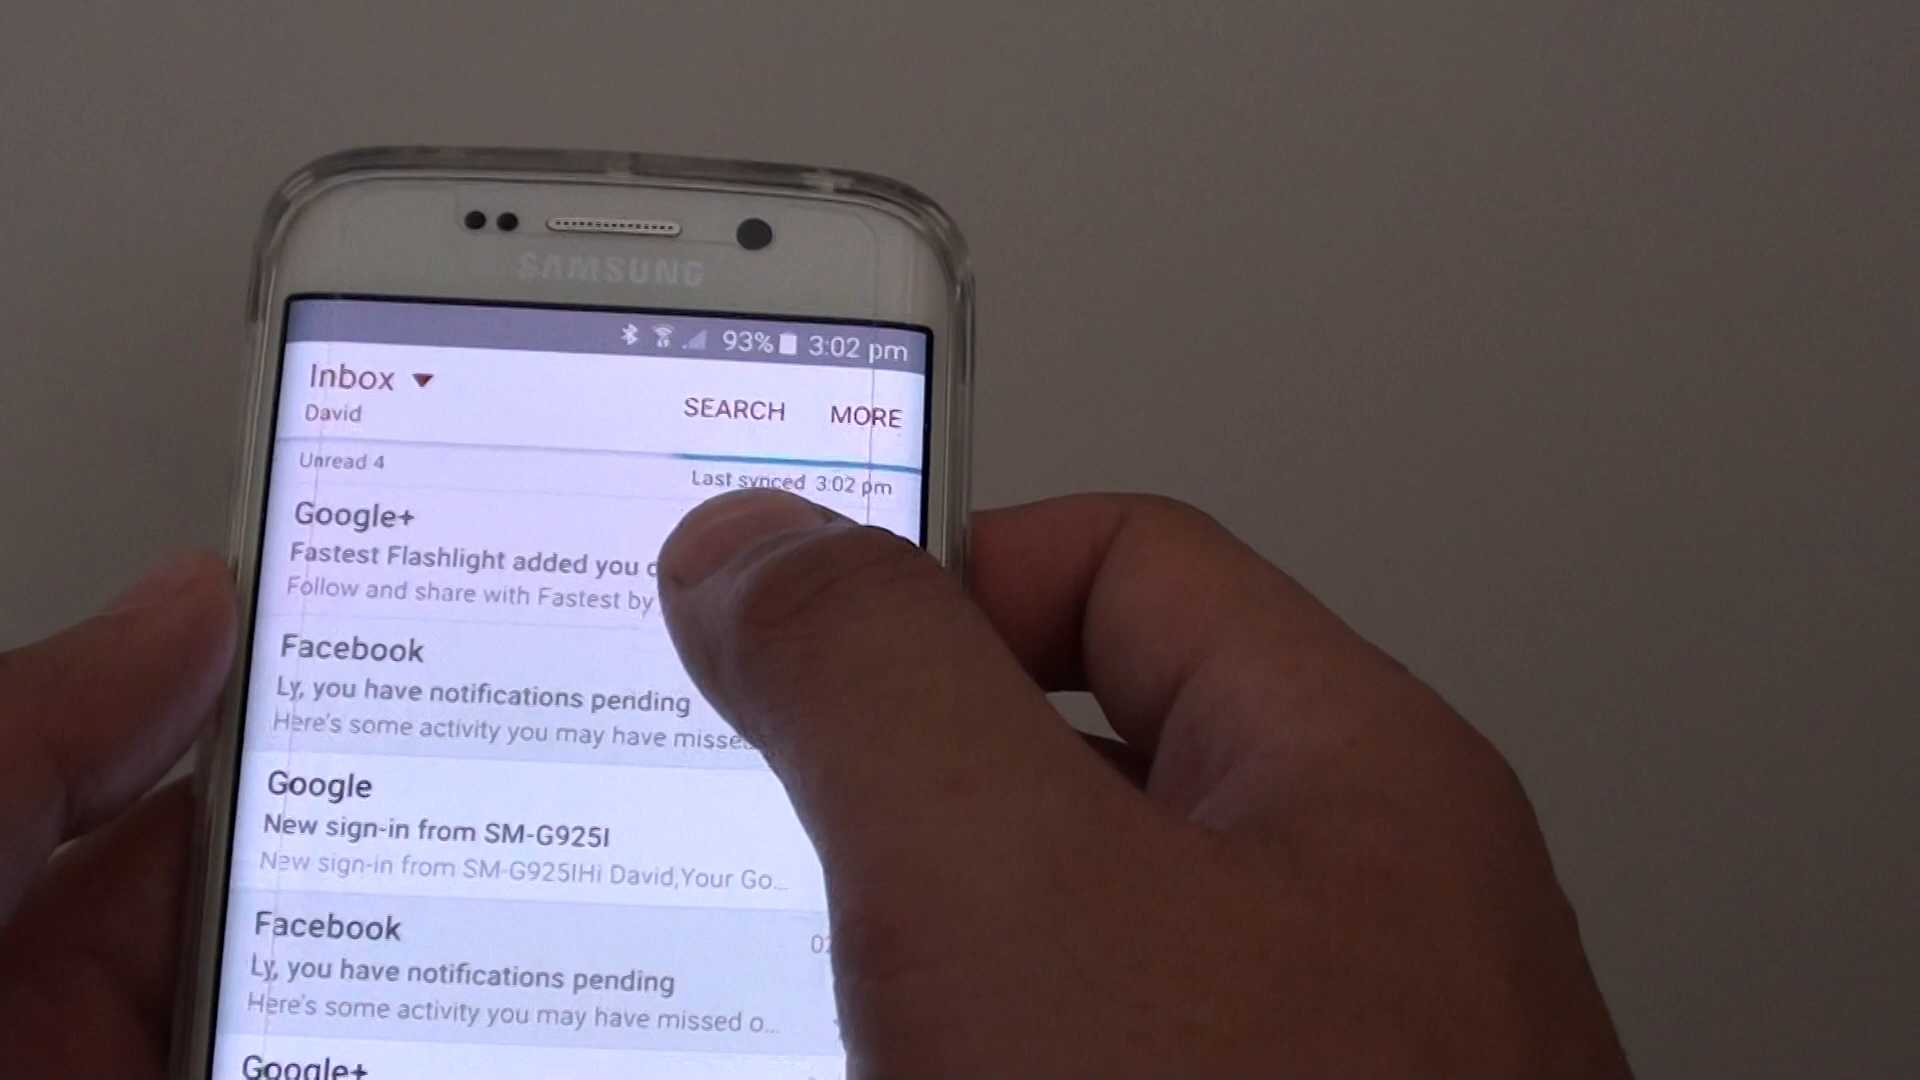 SAMSUNG
93% 3:02 pm
Inbox
David
SEARCH MORE
Unread 4
Last synced 3:02 pm
Google+
Fastest Flashlight added you
Follow and share with Fastest by
Facebook
Ly, you have notifications pending
Here's some activity you may have misse
Google
New sign-in from SM-G925I
New sign-in from SM-G925IHi David,Your Go...
Facebook
Ly, you have notifications pending
Here's some activity you may have missed o...
Google+